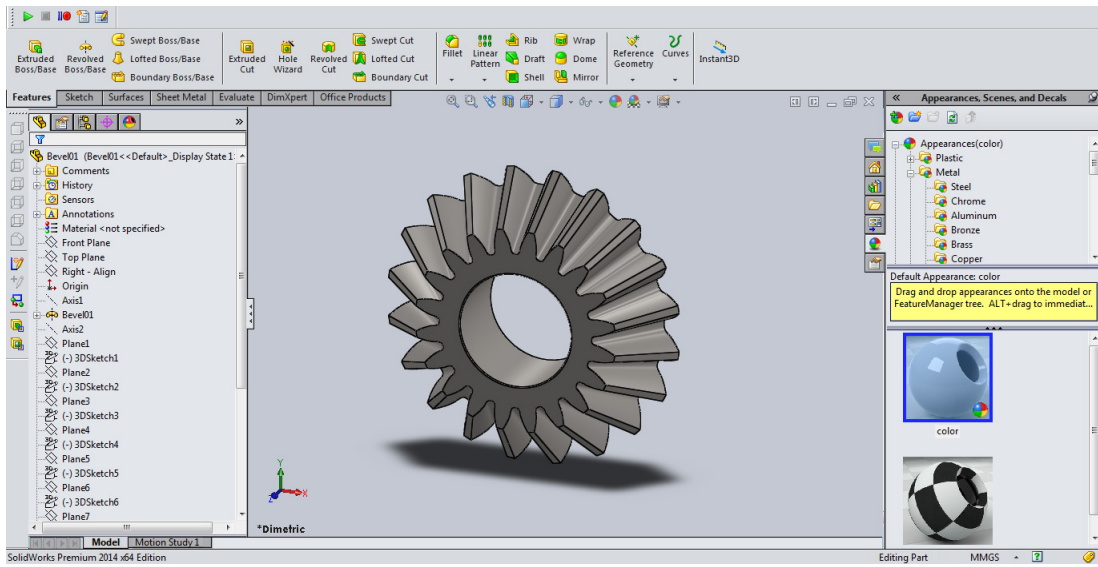 Extruded Boss/Base
Revolved Boss/Base
Swept Boss/Base
Lofted Boss/Base
Boundary Boss/Base
Extruded Cut
Hole Wizard
Revolved Cut
Swept Cut
Lofted Cut
Boundary Cut
Fillet
Linear Pattern
Rib
Draft
Shell
Wrap
Dome
Mirror
Reference Geometry
Curves
Instant3D
Features
Sketch
Surfaces
Sheet Metal
Evaluate
DimXpert
Office Products
Bevel01 (Bevel01<<Default>_Display State 1:
Comments
History
Sensors
Annotations
Material <not specified>
Front Plane
Top Plane
Right - Align
Origin
Axis1
Bevel01
Axis2
Plane1
(-) 3DSketch1
Plane2
(-) 3DSketch2
Plane3
(-) 3DSketch3
Plane4
(-) 3DSketch4
Plane5
(-) 3DSketch5
Plane6
(-) 3DSketch6
Plane7
Y
X
Z
*Dimetric
Appearances, Scenes, and Decals
Appearances(color)
Plastic
Metal
Steel
Chrome
Aluminum
Bronze
Brass
Copper
Default Appearance: color
Drag and drop appearances onto the model or
FeatureManager tree. ALT+drag to immediat...
color
Model
Motion Study 1
SolidWorks Premium 2014 x64 Edition
Editing Part
MMGS